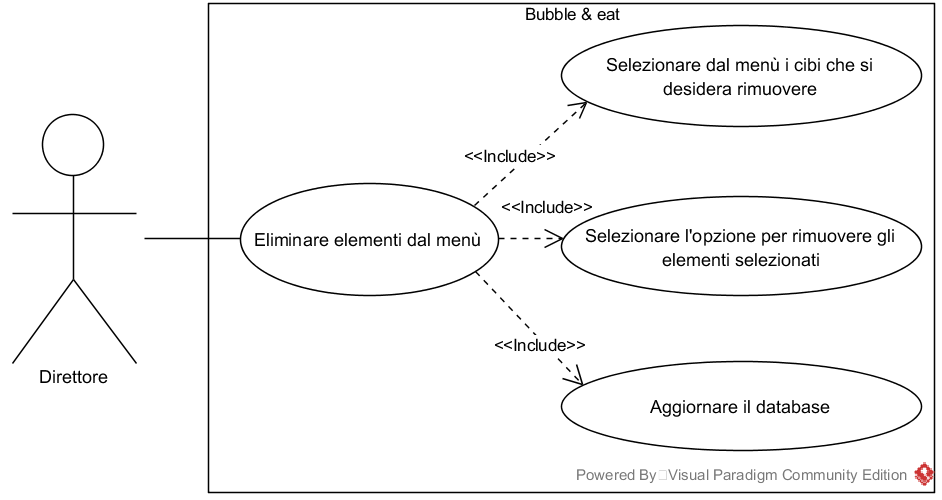 Bubble & eat
Selezionare dal menù i cibi che si
desidera rimuovere
<<Include>>
<<Include>>
Eliminare elementi dal menù
Selezionare l'opzione per rimuovere gli
elementi selezionati
<<Include>>
Direttore
Aggiornare il database
Powered By Visual Paradigm Community Edition